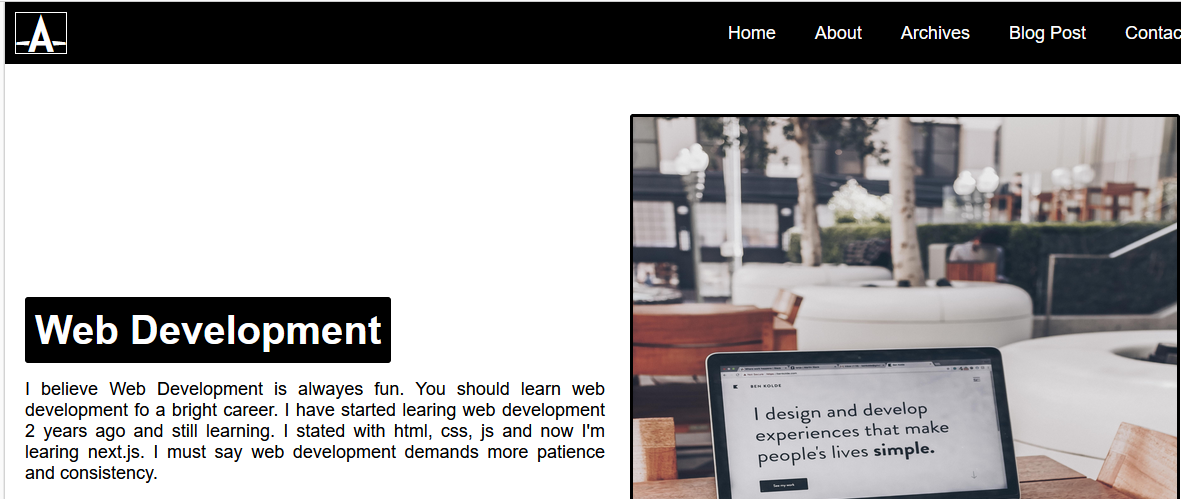 A
Home About Archives Blog Post Contac
Web Development
I believe Web Development is alwayes fun. You should learn web
development fo a bright career. I have started learing web development
2 years ago and still learning. I stated with html, css, js and now I'm
learing next.js. I must say web development demands more patience
and consistency.
BEN KOLDE
I design and develop
experiences that make
people's lives simple.
See my work